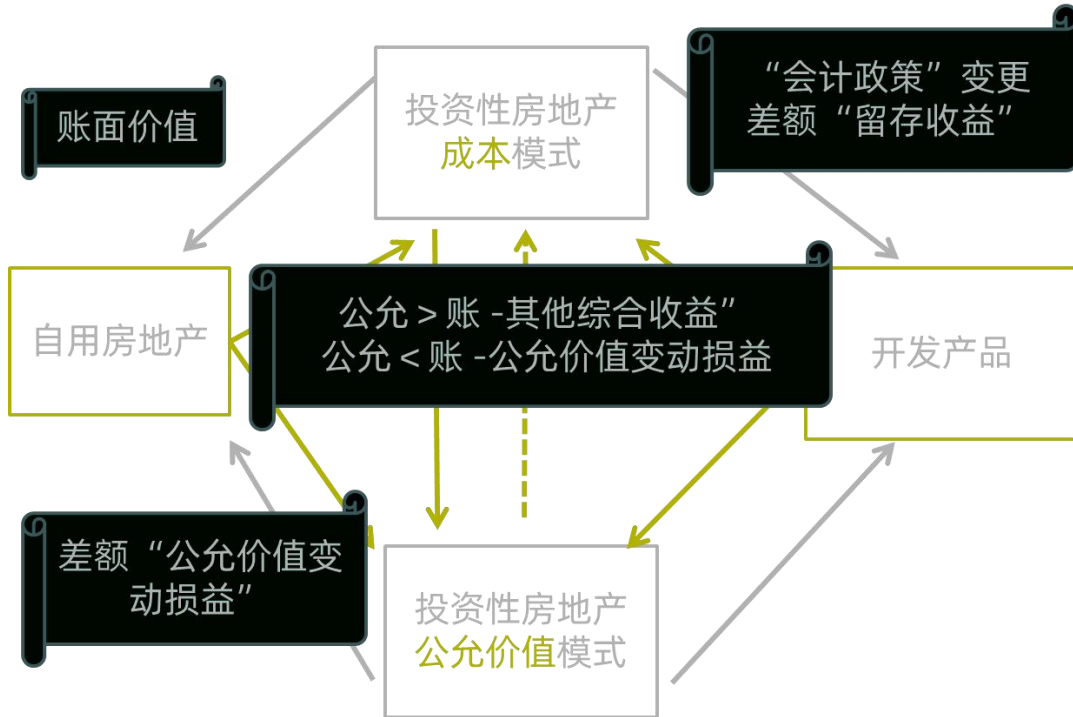 “会计政策” 变更
差额 “留存收益”
账面价值
投资性房地产
成本模式
公允 > 账 -其他综合收益”
公允 < 账 -公允价值变动损益
自用房地产
开发产品
差额 “公允价值变
动损益”
投资性房地产
公允价值模式